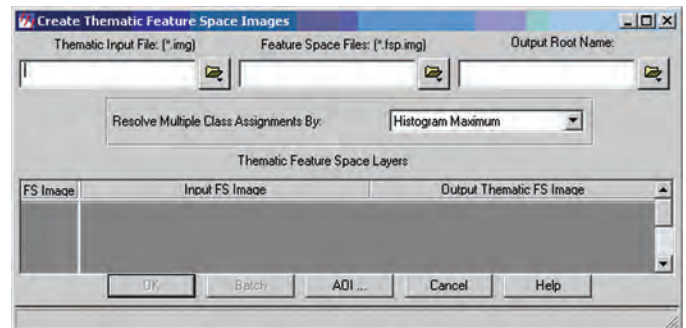 Create Thematic Feature Space Images
Thematic Input File: (*.img)
Feature Space Files: (*.fsp.img)
Output Root Name:
Resolve Multiple Class Assignments By:
Histogram Maximum
Thematic Feature Space Layers
FS Image
Input FS Image
Output Thematic FS Image
OK
Batch
AOI ...
Cancel
Help